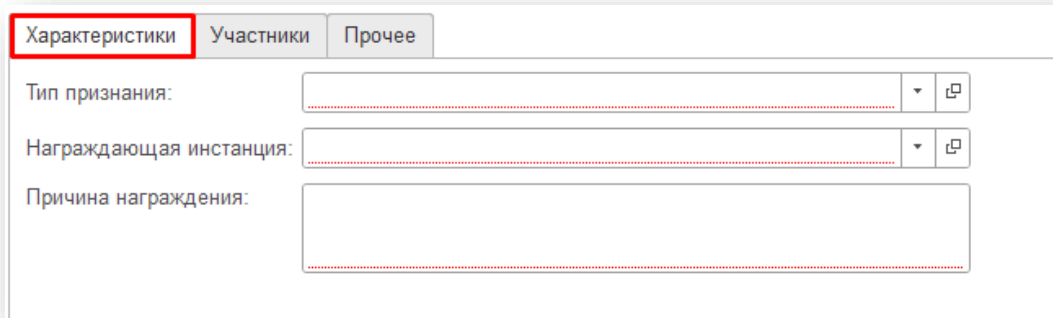 Характеристики Участники Прочее
Тип признания:
Награждающая инстанция:
Причина награждения: